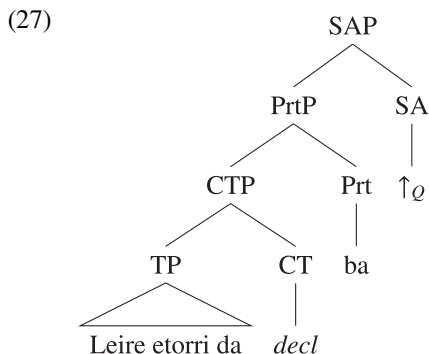 (27)
SAP
PrtP SA
CTP Prt ↑Q
TP CT ba
Leire etorri da decl